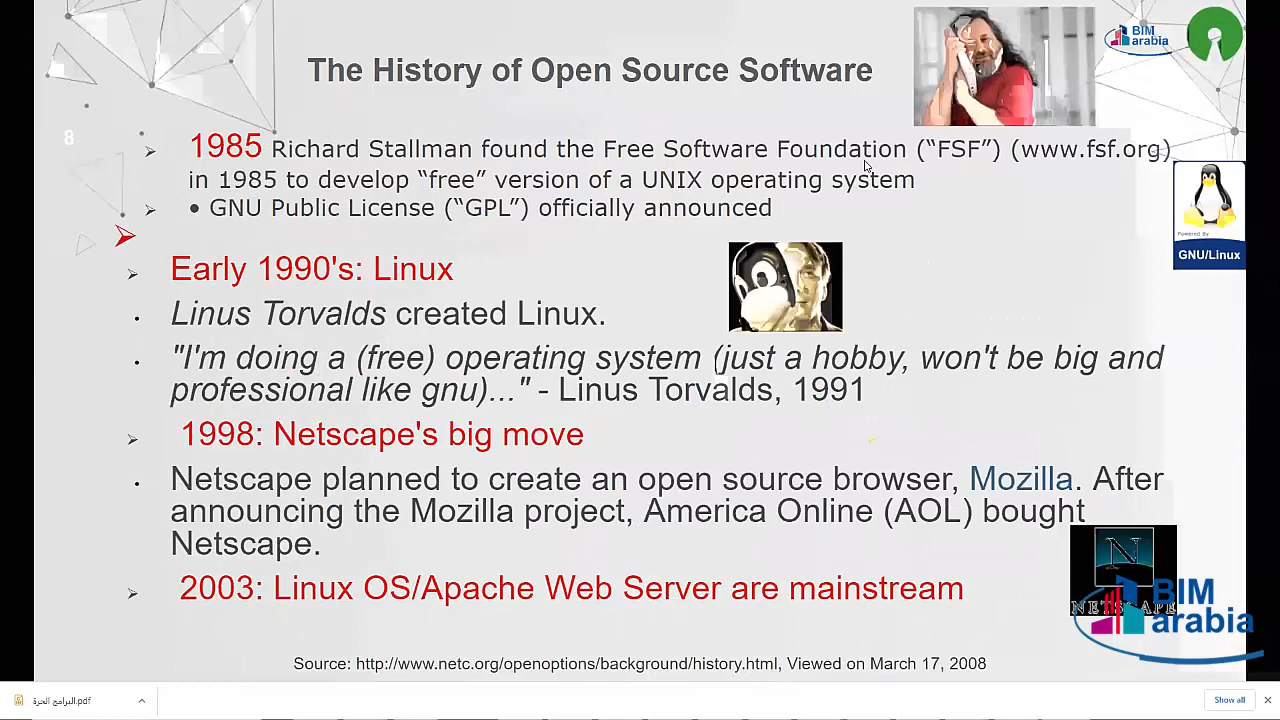 BIM
arabia
The History of Open Source Software
8
1985 Richard Stallman found the Free Software Foundation (“FSF”) (www.fsf.org)
in 1985 to develop “free” version of a UNIX operating system
• GNU Public License (“GPL”) officially announced
Powered By
GNU/Linux
Early 1990's: Linux
Linus Torvalds created Linux.
"I'm doing a (free) operating system (just a hobby, won't be big and
professional like gnu)..." - Linus Torvalds, 1991
1998: Netscape's big move
Netscape planned to create an open source browser, Mozilla. After
announcing the Mozilla project, America Online (AOL) bought
Netscape.
N
NETSCAPE
BIM
arabia
2003: Linux OS/Apache Web Server are mainstream
Source: http://www.netc.org/openoptions/background/history.html, Viewed on March 17, 2008
البرامج الحرة.pdf
Show all